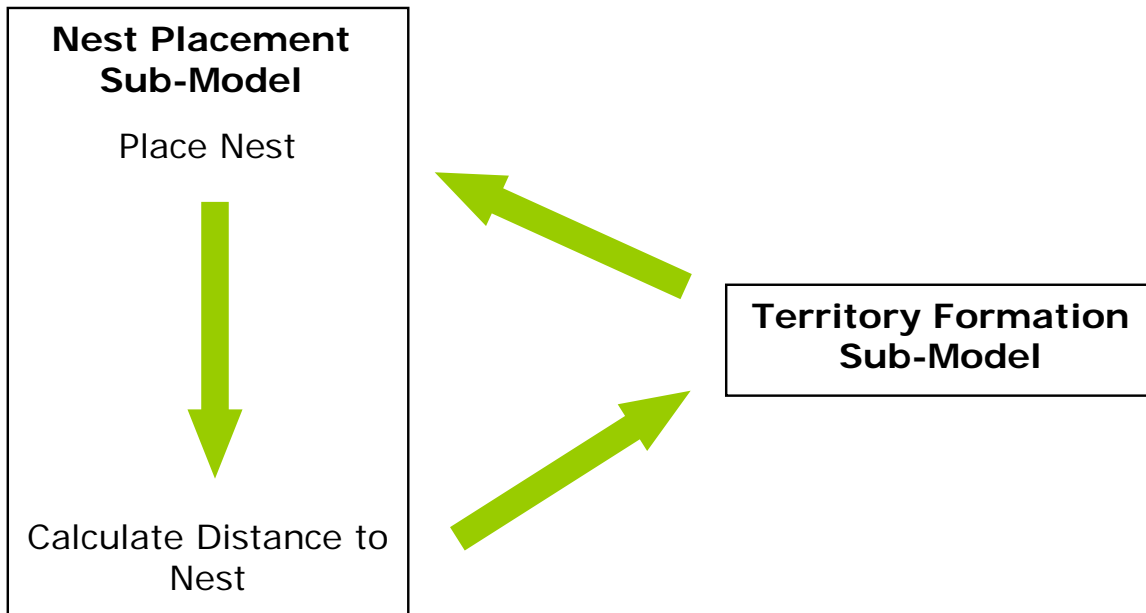 Nest Placement
Sub-Model
Place Nest
Calculate Distance to
Nest
Territory Formation
Sub-Model